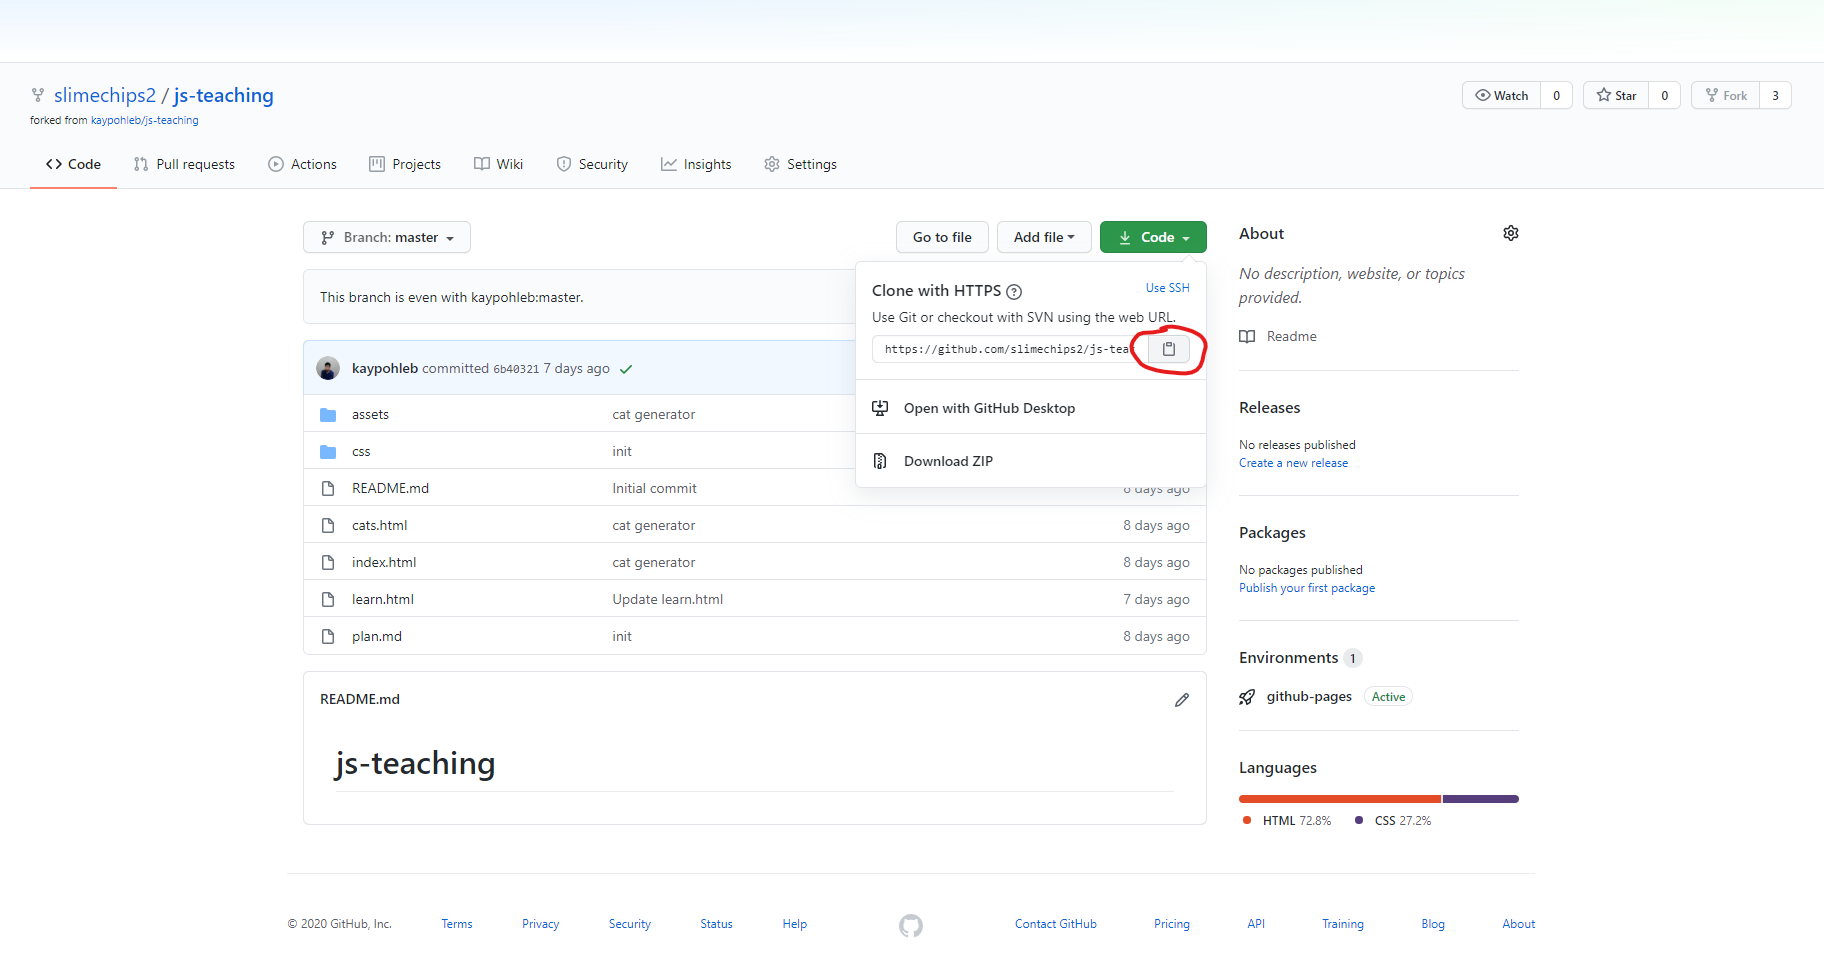 slimechips2 / js-teaching
forked from kaypohleb/js-teaching
Watch 0 Star 0 Fork 3
Code Pull requests Actions Projects Wiki Security Insights Settings
Branch: master Go to file Add file Code
This branch is even with kaypohleb:master.
Clone with HTTPS ? Use SSH
Use Git or checkout with SVN using the web URL.
https://github.com/slimechips2/js-tea
Open with GitHub Desktop
Download ZIP
kaypohleb committed 6b40321 7 days ago
assets cat generator
css init
README.md Initial commit 8 days ago
cats.html cat generator 8 days ago
index.html cat generator 8 days ago
learn.html Update learn.html 7 days ago
plan.md init 8 days ago
README.md
js-teaching
About
No description, website, or topics
provided.
Readme
Releases
No releases published
Create a new release
Packages
No packages published
Publish your first package
Environments 1
github-pages Active
Languages
HTML 72.8% CSS 27.2%
© 2020 GitHub, Inc. Terms Privacy Security Status Help Contact GitHub Pricing API Training Blog About